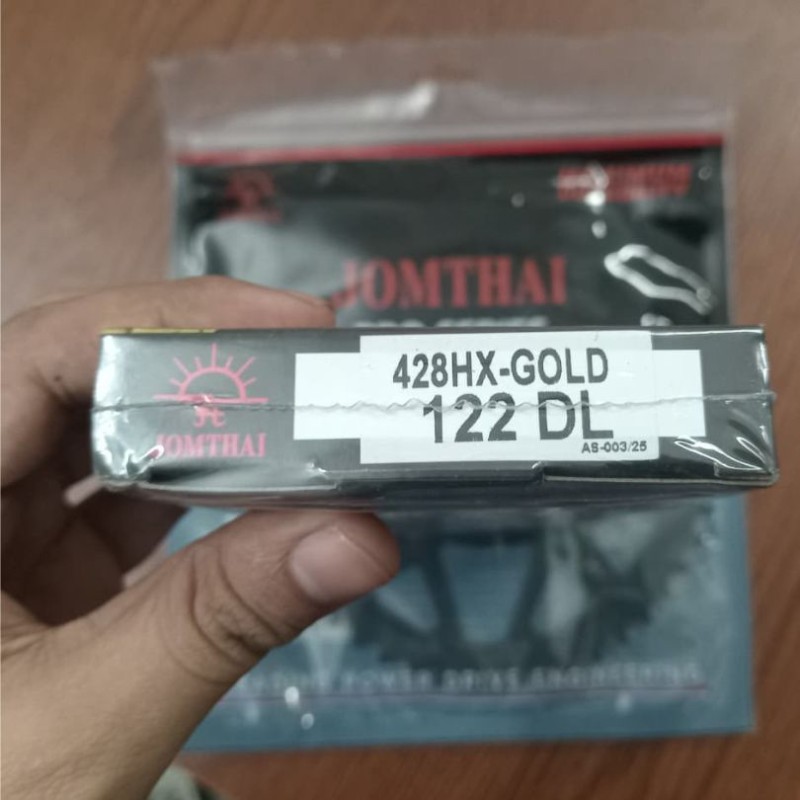 JOMTHAI
428HX-GOLD
122 DL
AS-003/25
JOMTHAI
POWER DRIVE ENGINEERING